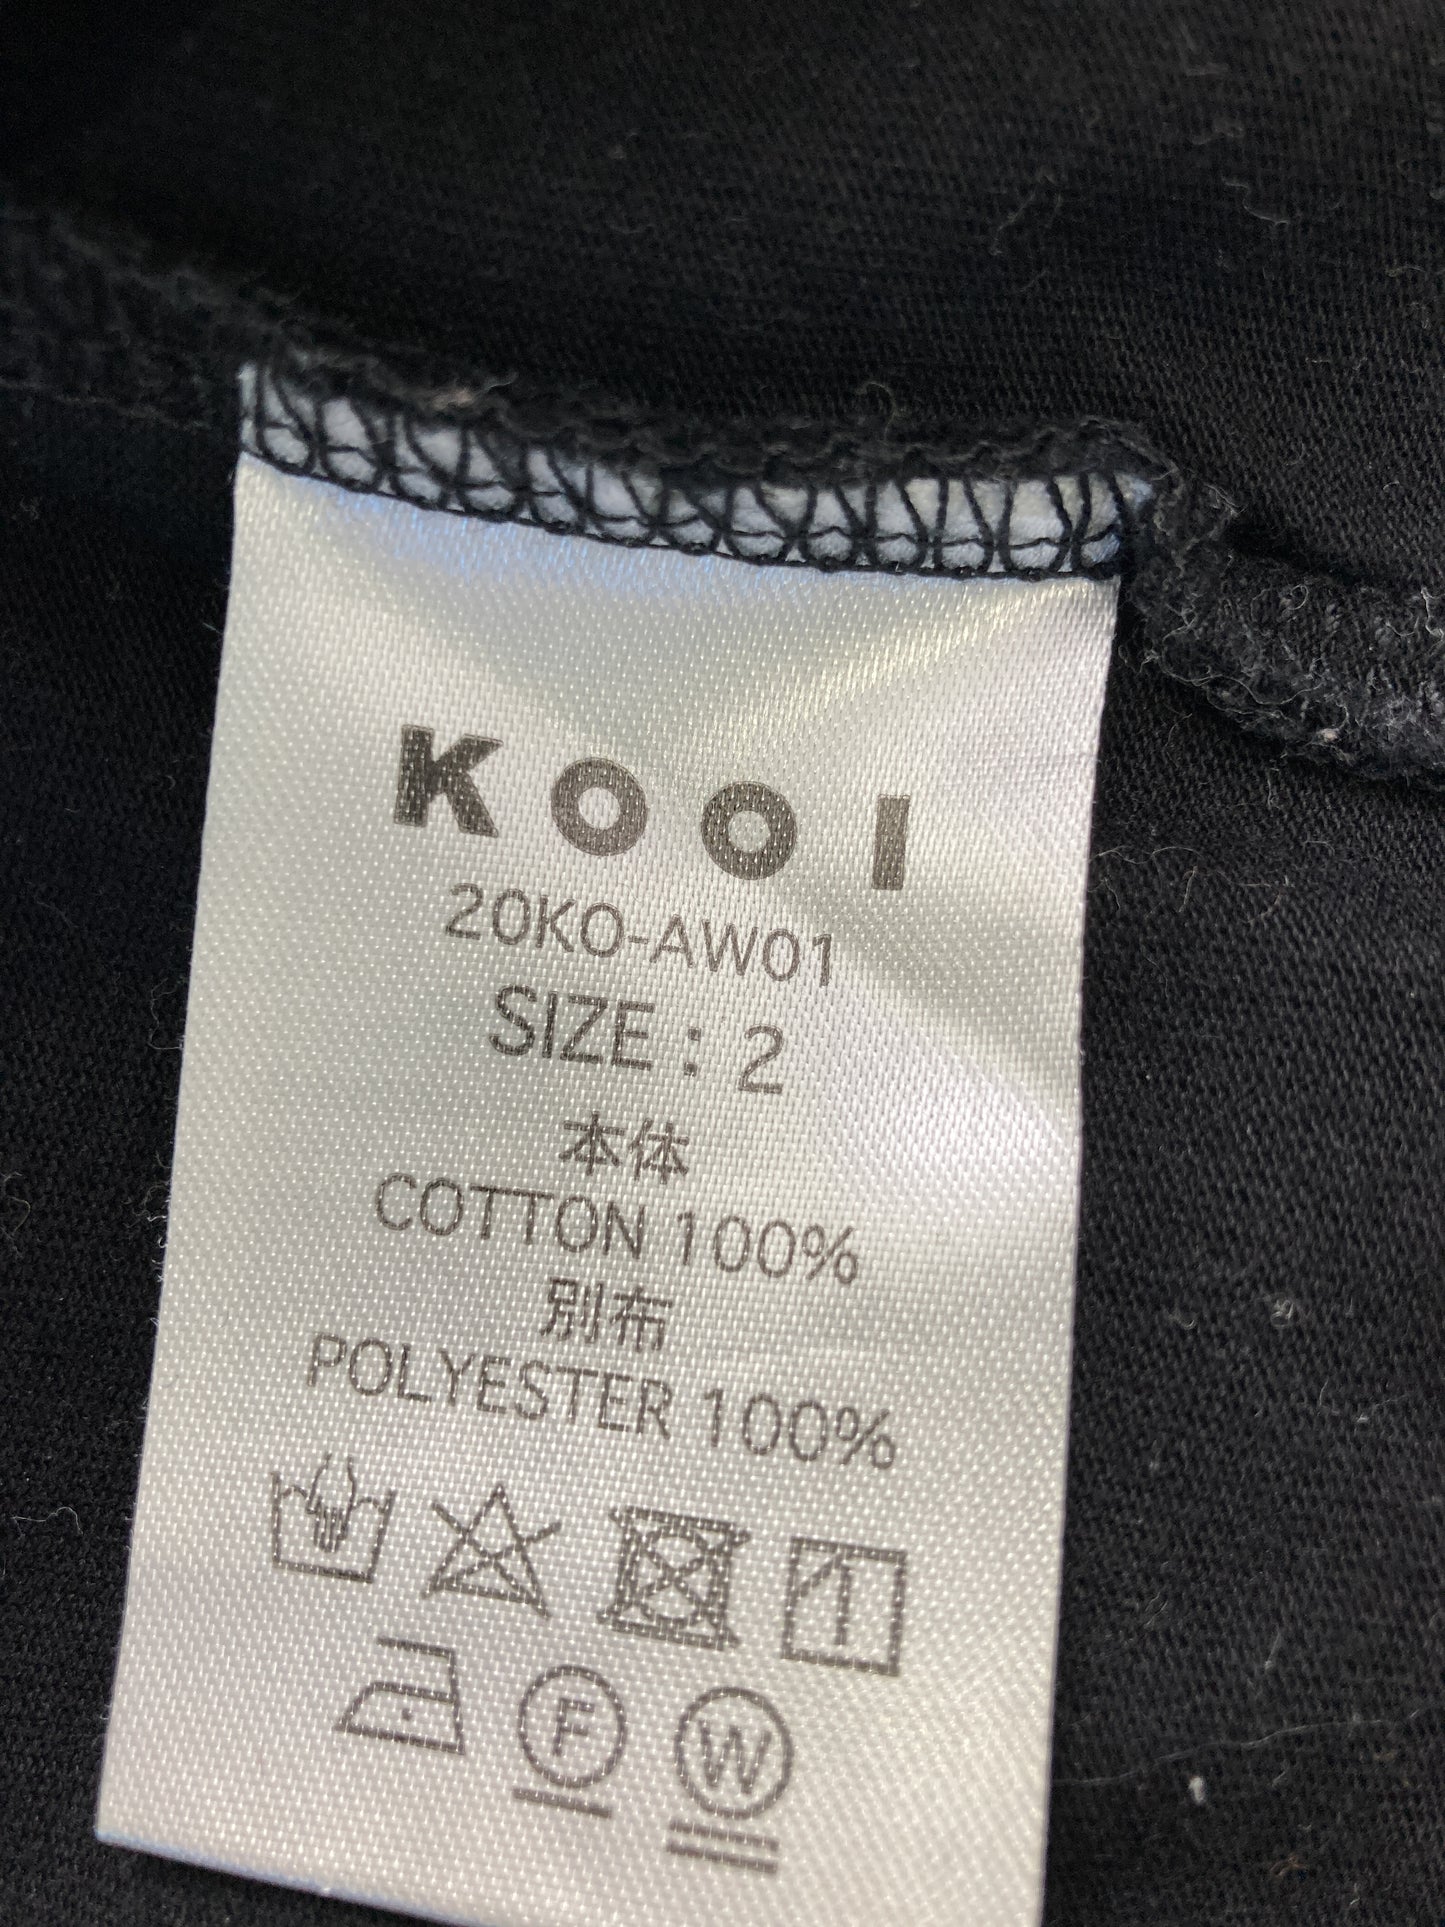 KOOI
20KO-AW01
SIZE : 2
本体
COTTON 100%
別布
POLYESTER 100%
F W